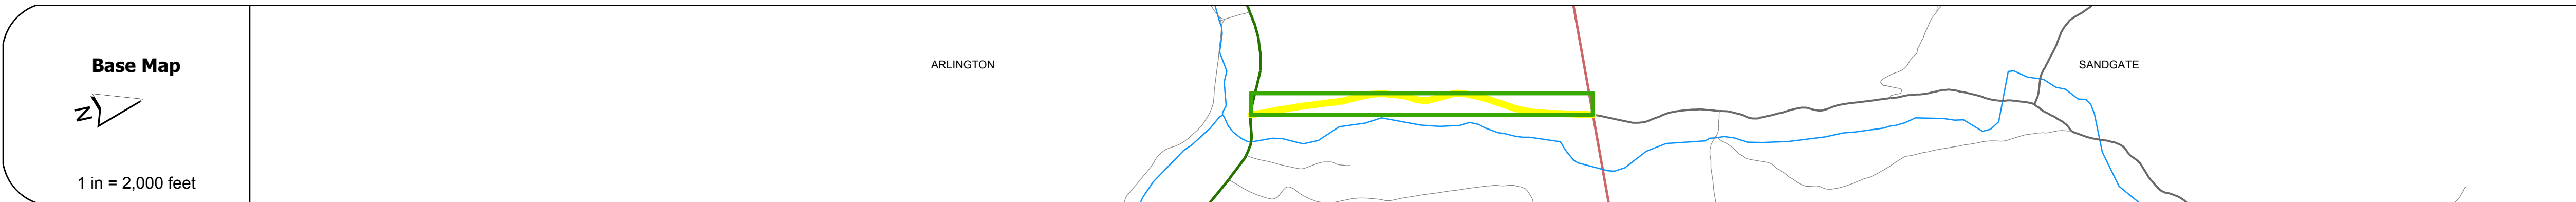 Base Map
N
1 in = 2,000 feet
ARLINGTON
SANDGATE